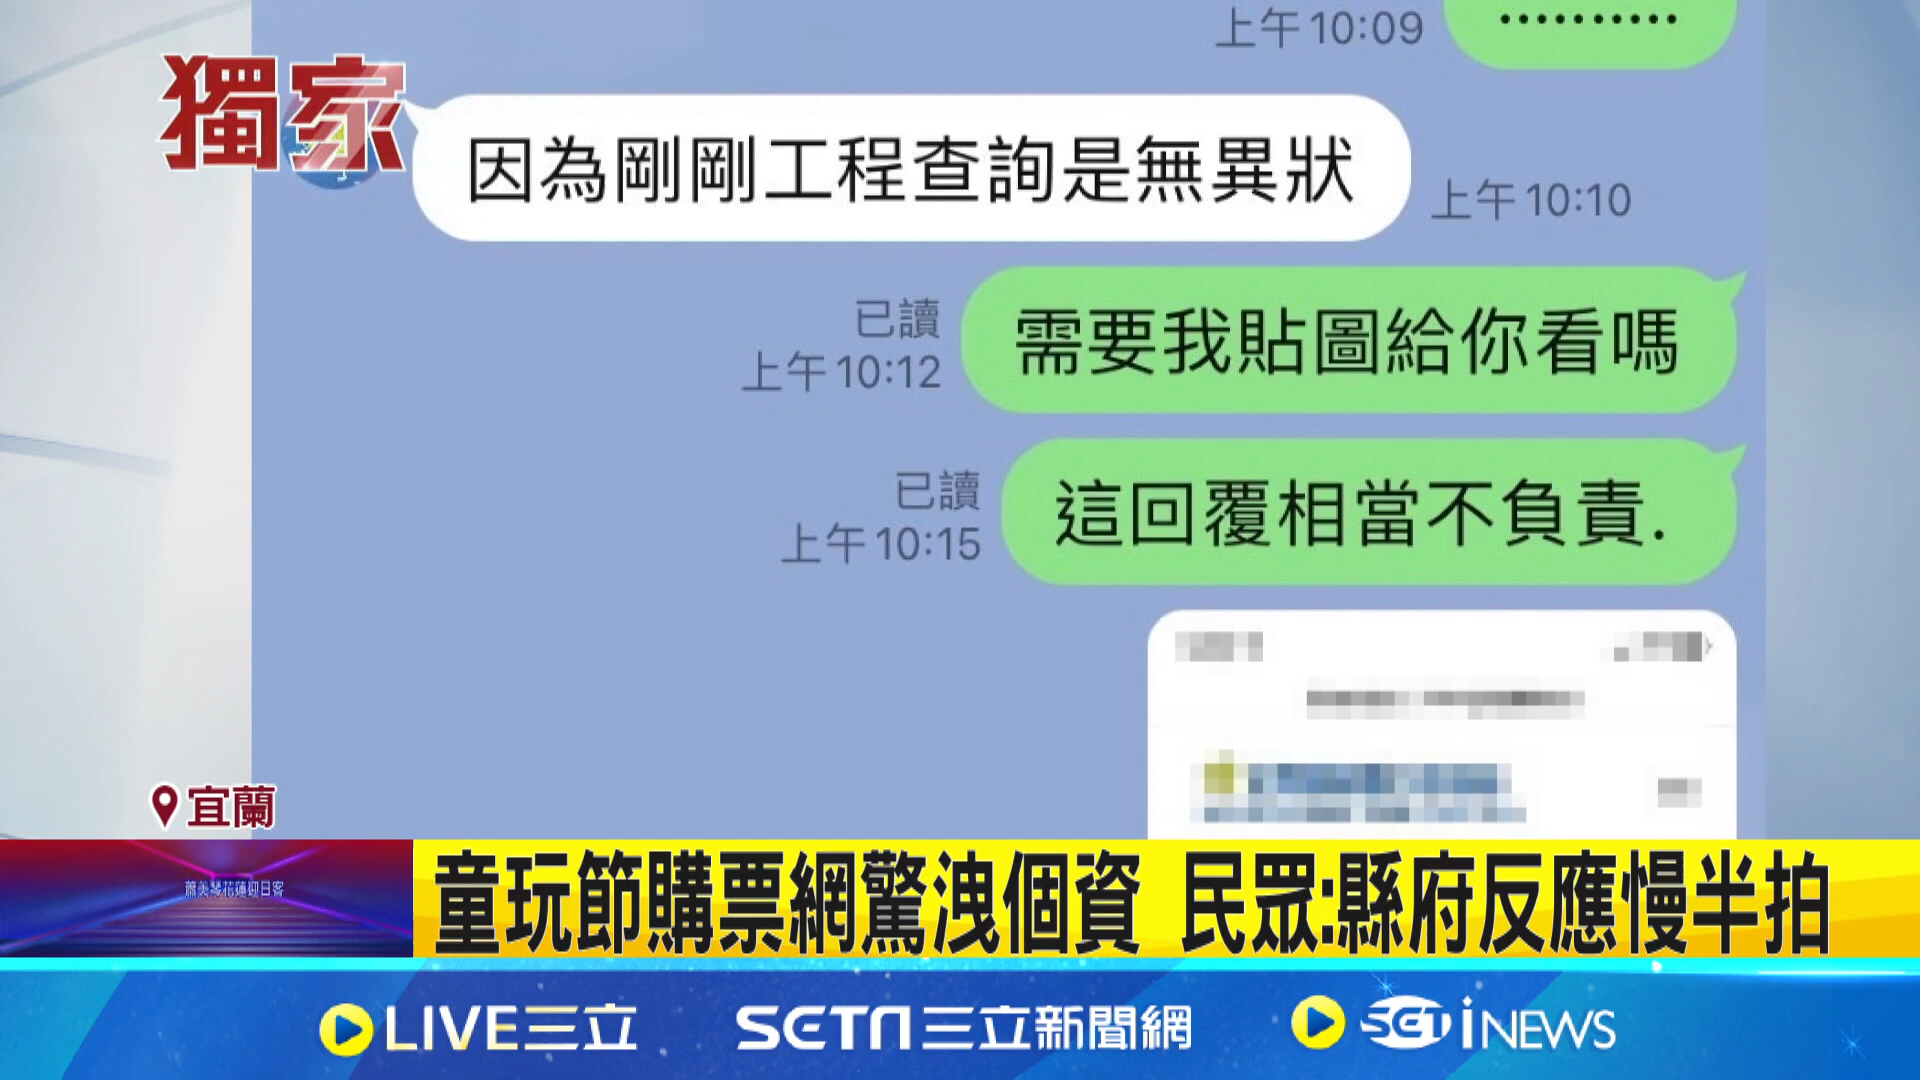 上午10:09
獨家
因為剛剛工程查詢是無異狀
上午10:10
已讀
上午10:12
需要我貼圖給你看嗎
已讀
上午10:15
這回覆相當不負責.
宜蘭
童玩節購票網驚洩個資 民眾:縣府反應慢半拍
LIVE三立
SETN三立新聞網
SETiNEWS